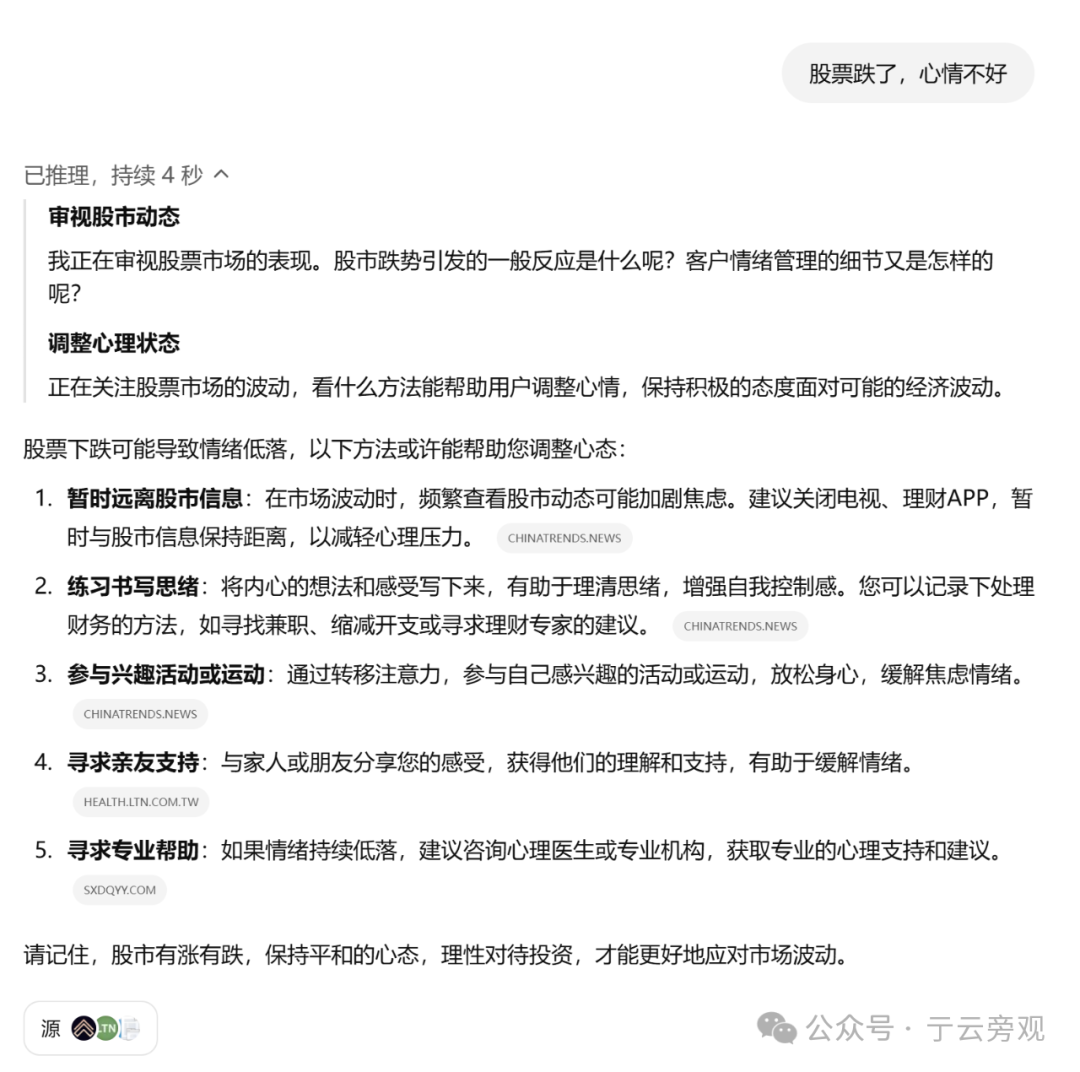 股票跌了，心情不好
已推理，持续 4 秒
审视股市动态
我正在审视股票市场的表现。股市跌势引发的一般反应是什么呢？客户情绪管理的细节又是怎样的
呢？
调整心理状态
正在关注股票市场的波动，看什么方法能帮助用户调整心情，保持积极的态度面对可能的经济波动。
股票下跌可能导致情绪低落，以下方法或许能帮助您调整心态：
1. 暂时远离股市信息：在市场波动时，频繁查看股市动态可能加剧焦虑。建议关闭电视、理财APP，暂
时与股市信息保持距离，以减轻心理压力。 CHINATRENDS.NEWS
2. 练习书写思绪：将内心的想法和感受写下来，有助于理清思绪，增强自我控制感。您可以记录下处理
财务的方法，如寻找兼职、缩减开支或寻求理财专家的建议。 CHINATRENDS.NEWS
3. 参与兴趣活动或运动：通过转移注意力，参与自己感兴趣的活动或运动，放松身心，缓解焦虑情绪。
CHINATRENDS.NEWS
4. 寻求亲友支持：与家人或朋友分享您的感受，获得他们的理解和支持，有助于缓解情绪。
HEALTH.LTN.COM.TW
5. 寻求专业帮助：如果情绪持续低落，建议咨询心理医生或专业机构，获取专业的心理支持和建议。
SXDQYY.COM
请记住，股市有涨有跌，保持平和的心态，理性对待投资，才能更好地应对市场波动。
源 LTN
公众号 · 亍云旁观